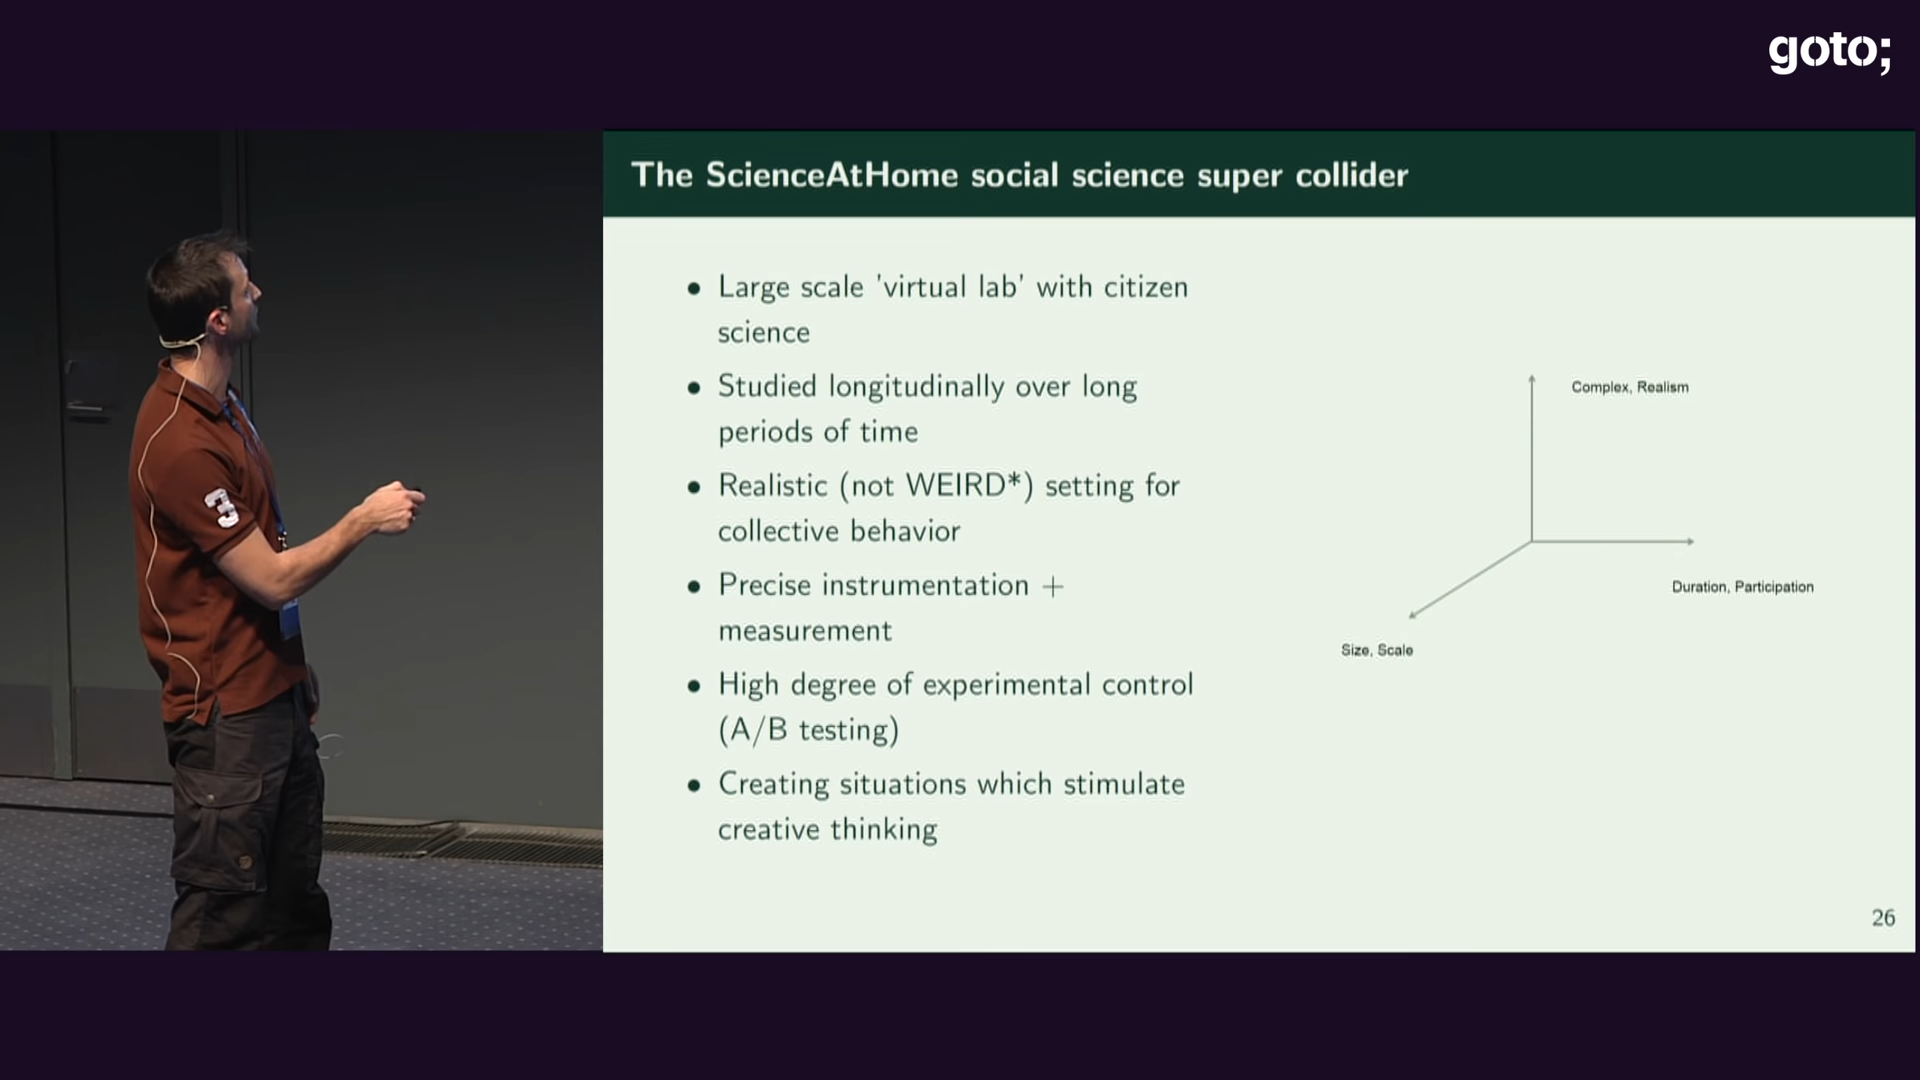 goto;
The ScienceAtHome social science super collider
• Large scale 'virtual lab' with citizen
science
• Studied longitudinally over long
periods of time
• Realistic (not WEIRD*) setting for
collective behavior
• Precise instrumentation +
measurement
• High degree of experimental control
(A/B testing)
• Creating situations which stimulate
creative thinking
Complex, Realism
Duration, Participation
Size, Scale
3
26